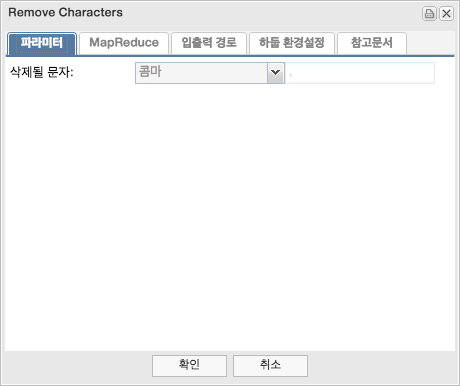 Remove Characters
파라미터 MapReduce 입출력 경로 하둡 환경설정 참고문서
삭제될 문자: 콤마 ,
확인 취소